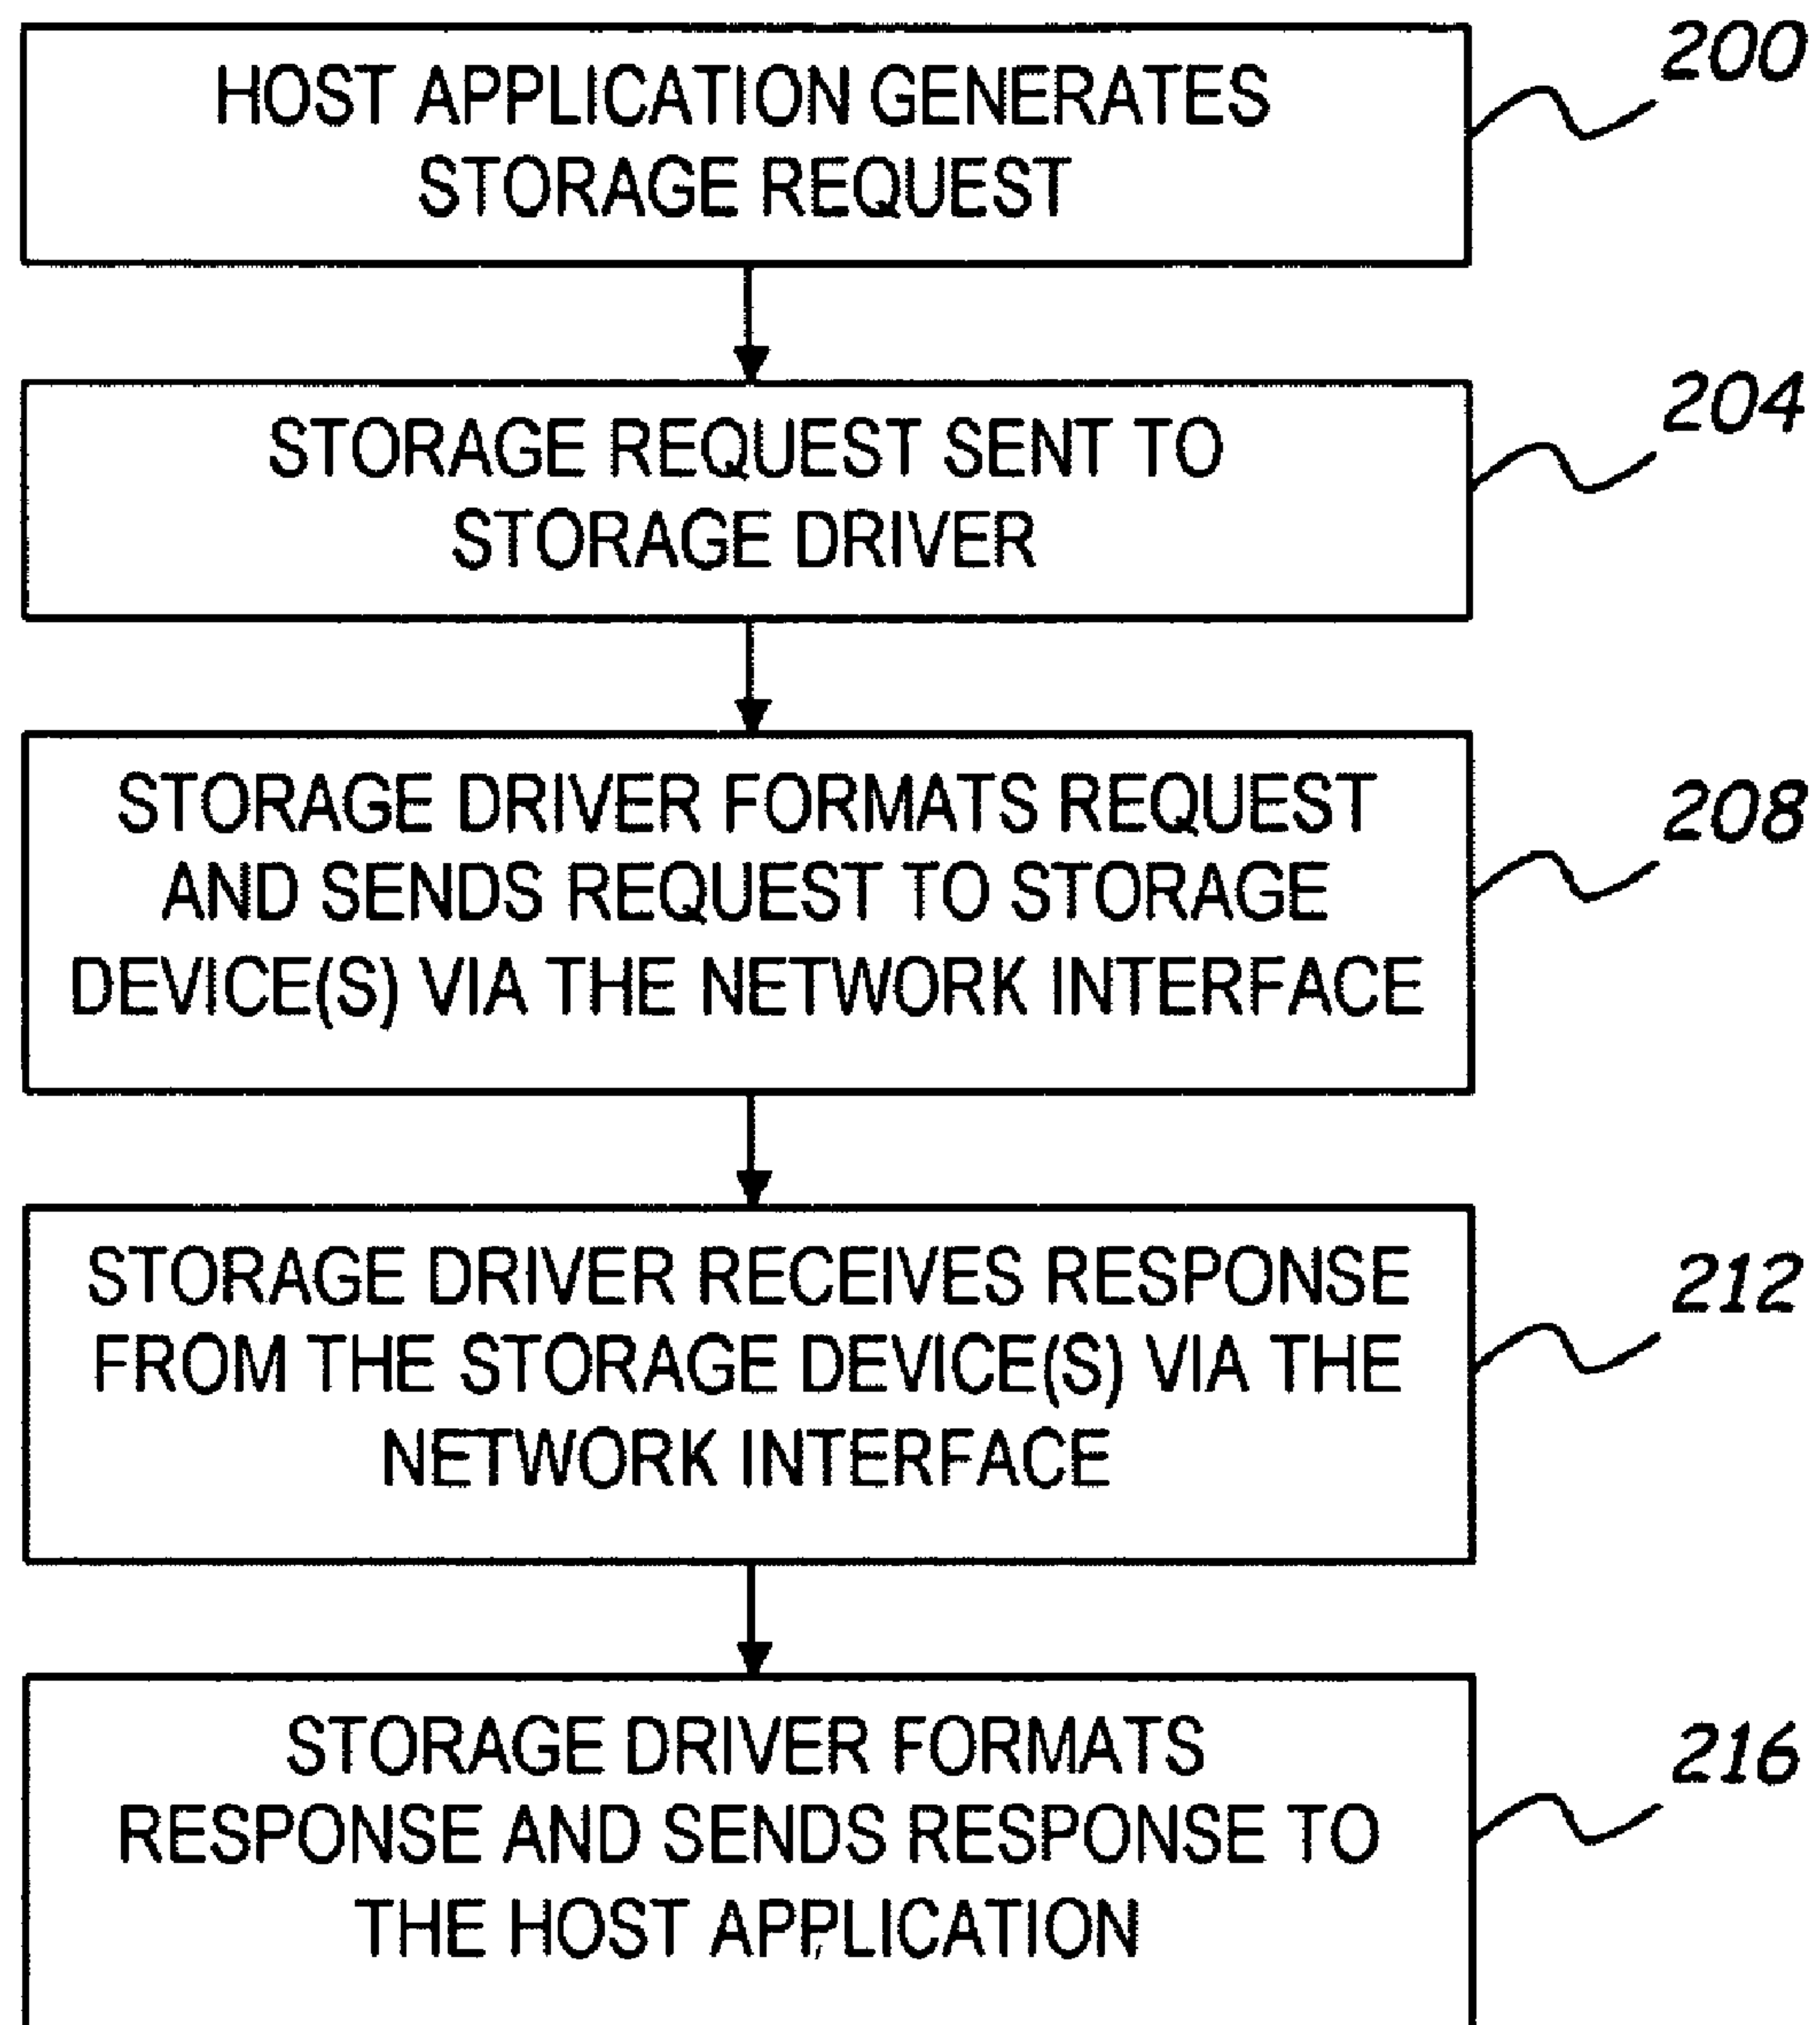 HOST APPLICATION GENERATES
STORAGE REQUEST
200
STORAGE REQUEST SENT TO
STORAGE DRIVER
204
STORAGE DRIVER FORMATS REQUEST
AND SENDS REQUEST TO STORAGE
DEVICE(S) VIA THE NETWORK INTERFACE
208
STORAGE DRIVER RECEIVES RESPONSE
FROM THE STORAGE DEVICE(S) VIA THE
NETWORK INTERFACE
212
STORAGE DRIVER FORMATS
RESPONSE AND SENDS RESPONSE TO
THE HOST APPLICATION
216